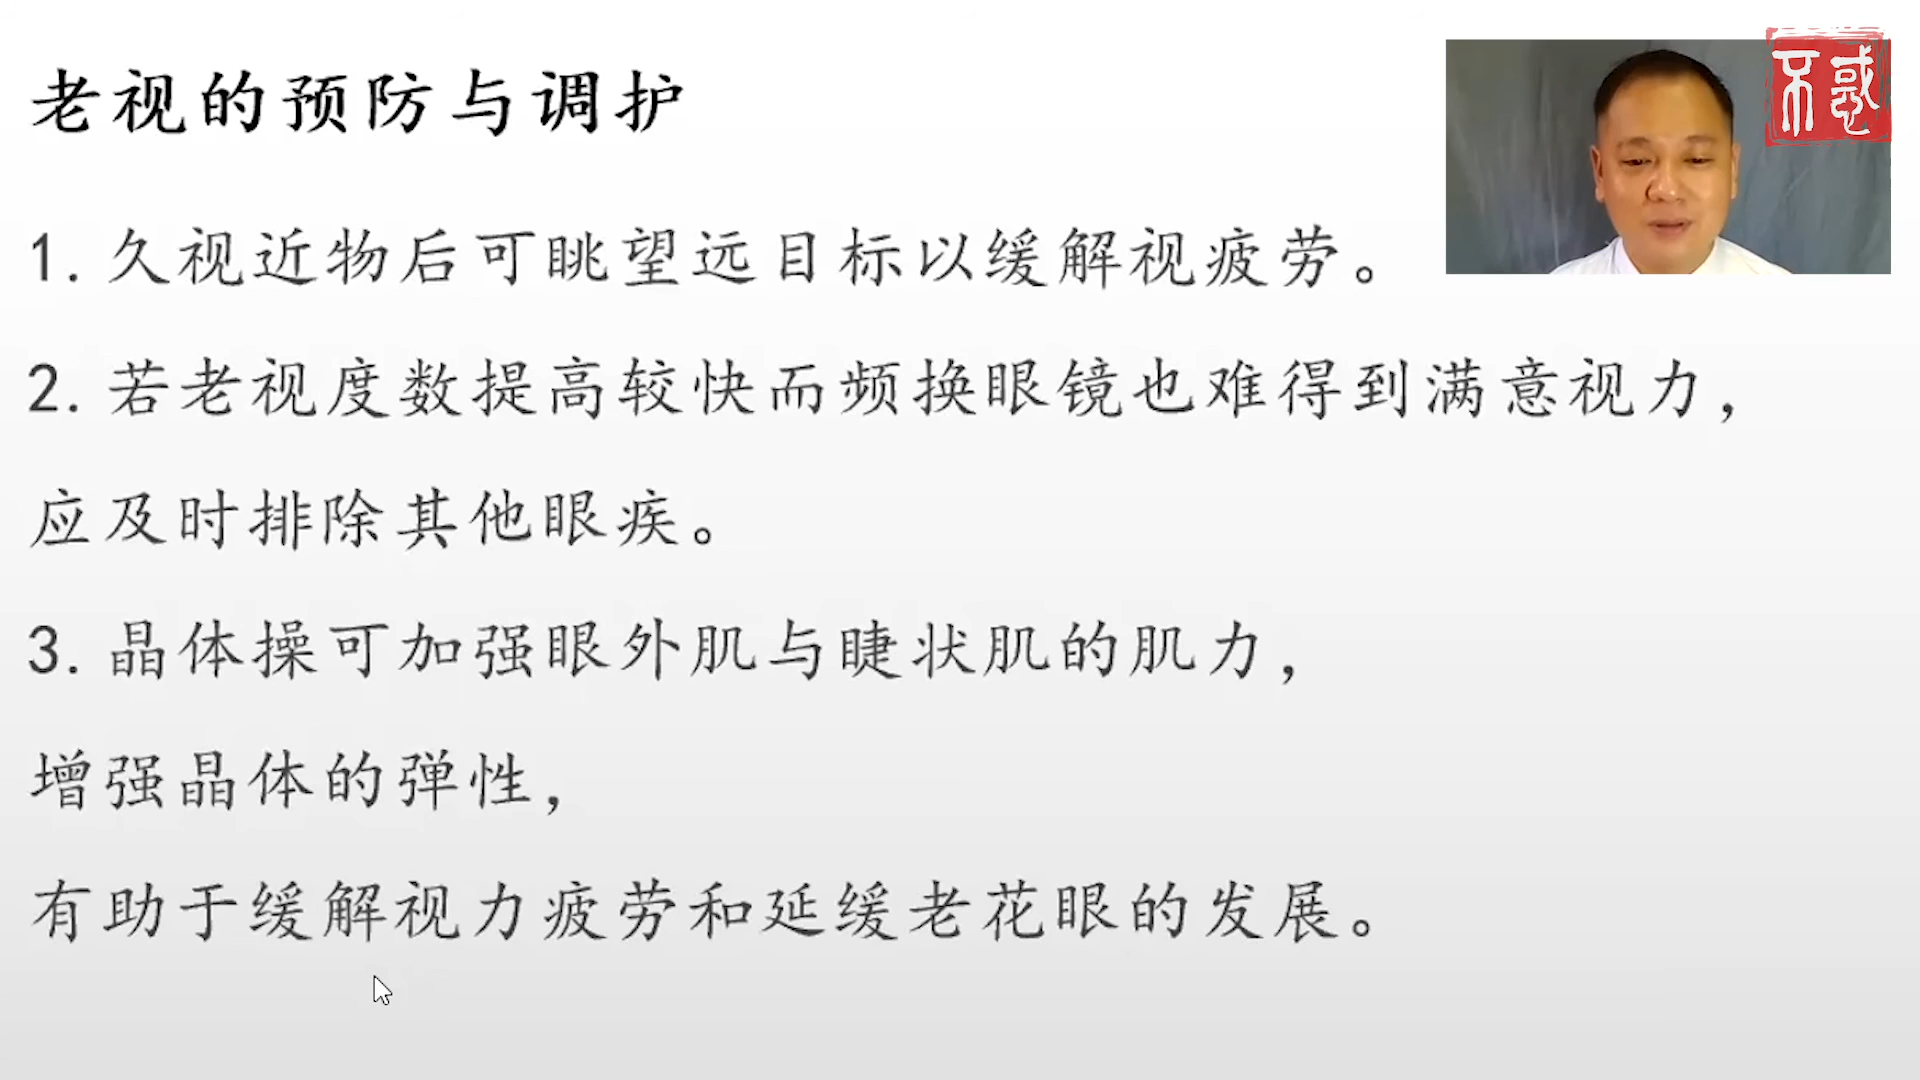 老视的预防与调护
不惑
1. 久视近物后可眺望远目标以缓解视疲劳。
2. 若老视度数提高较快而频换眼镜也难得到满意视力，
应及时排除其他眼疾。
3. 晶体操可加强眼外肌与睫状肌的肌力，
增强晶体的弹性，
有助于缓解视力疲劳和延缓老花眼的发展。